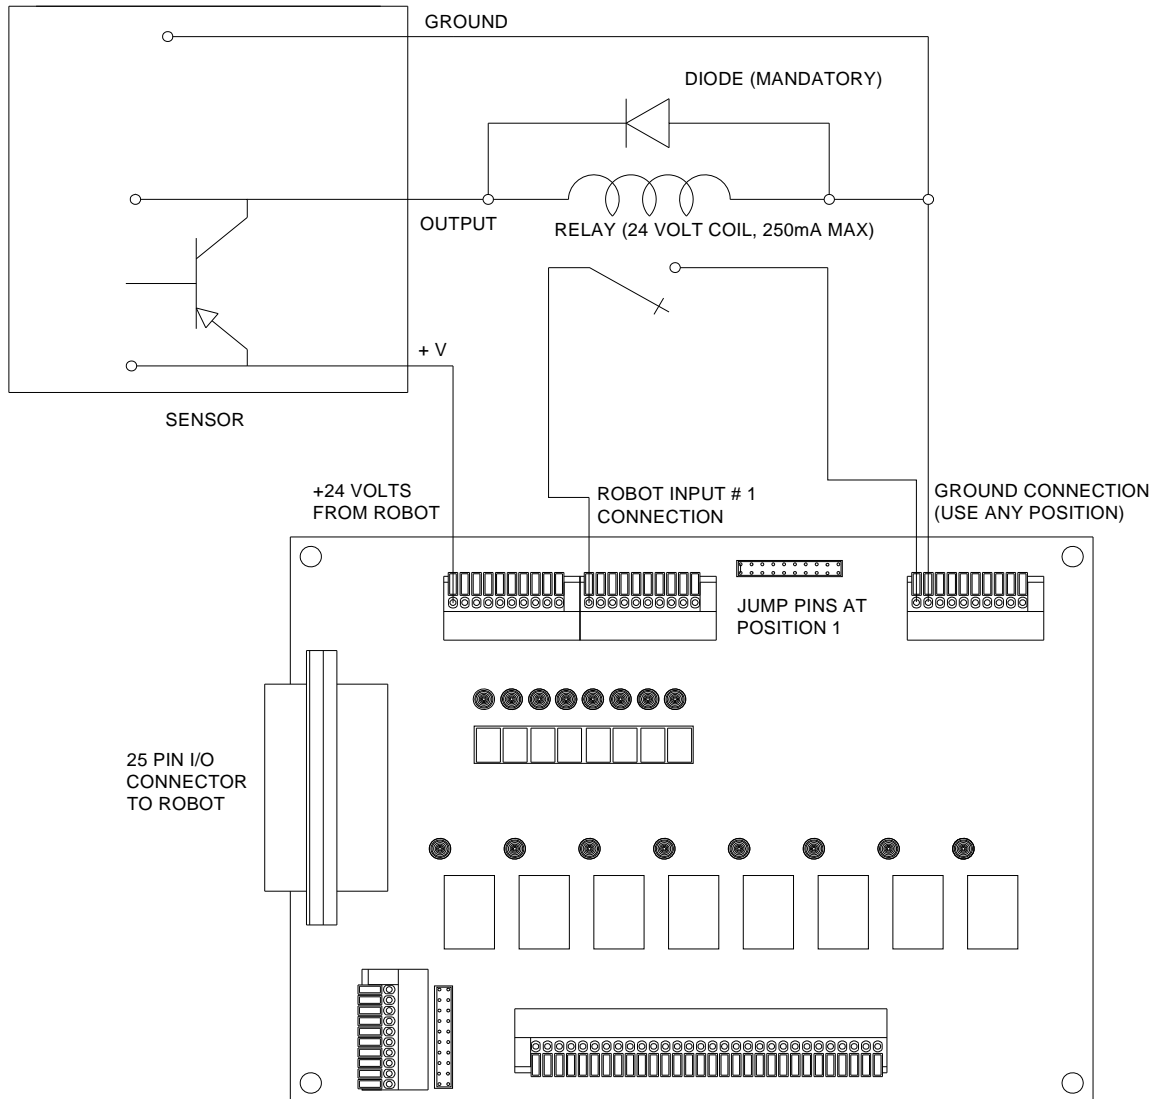 GROUND
DIODE (MANDATORY)
OUTPUT
RELAY (24 VOLT COIL, 250mA MAX)
+ V
SENSOR
+24 VOLTS
FROM ROBOT
ROBOT INPUT # 1
CONNECTION
GROUND CONNECTION
(USE ANY POSITION)
JUMP PINS AT
POSITION 1
25 PIN I/O
CONNECTOR
TO ROBOT